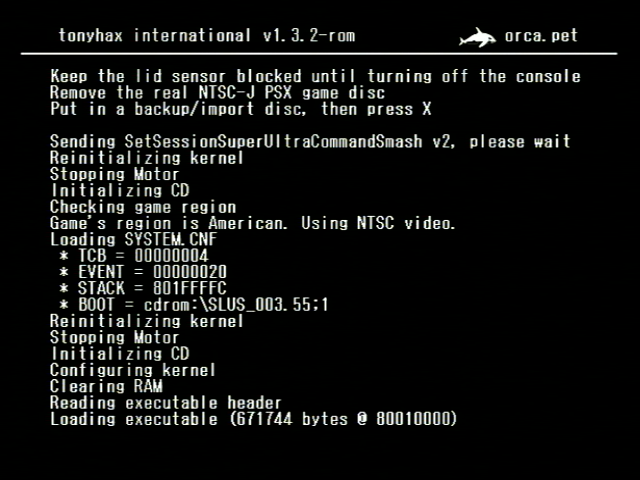 tonyhax international v1.3.2-rom
orca.pet
Keep the lid sensor blocked until turning off the console
Remove the real NTSC-J PSX game disc
Put in a backup/import disc, then press X
Sending SetSessionSuperUltraCommandSmash v2, please wait
Reinitializing kernel
Stopping Motor
Initializing CD
Checking game region
Game's region is American. Using NTSC video.
Loading SYSTEM.CNF
* TCB = 00000004
* EVENT = 00000020
* STACK = 801FFFFC
* BOOT = cdrom:\SLUS_003.55;1
Reinitializing kernel
Stopping Motor
Initializing CD
Configuring kernel
Clearing RAM
Reading executable header
Loading executable (671744 bytes @ 80010000)